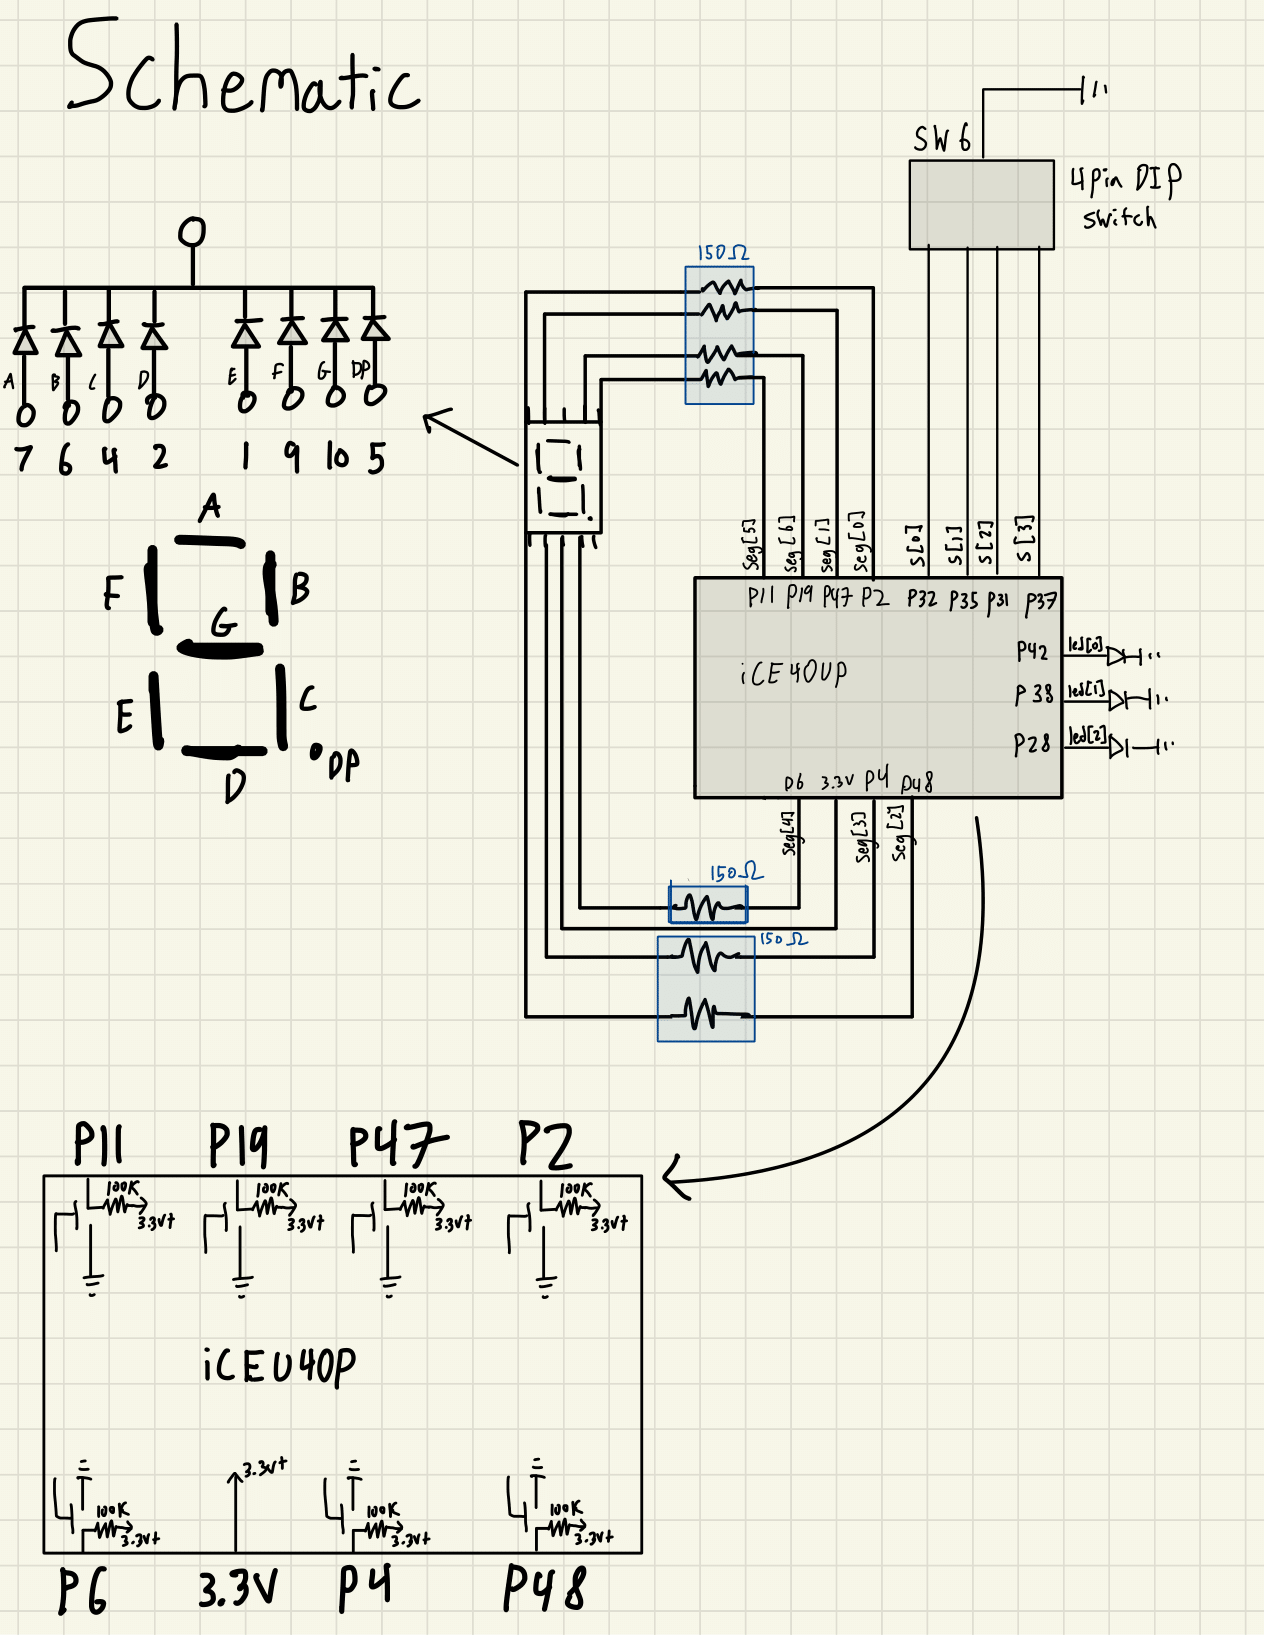 Schematic
SW6
4pin DIP
switch
150Ω
A B C D E F G DP
7 6 4 2 1 9 10 5
A
F B
G
E C
D DP
seg[5] seg[6] seg[1] seg[0] S[0] S[1] S[2] S[3]
P11 P19 P47 P2 P32 P35 P31 P37
iCE40UP
P42 led[0]
P38 led[1]
P28 led[2]
P6 3.3V P4 P48
seg[4] seg[3] seg[2]
150Ω
150Ω
P11 P19 P47 P2
100K 100K 100K 100K
3.3V+ 3.3V+ 3.3V+ 3.3V+
iCEU40P
3.3V+
100K 100K 100K
3.3V+ 3.3V+ 3.3V+
P6 3.3V P4 P48